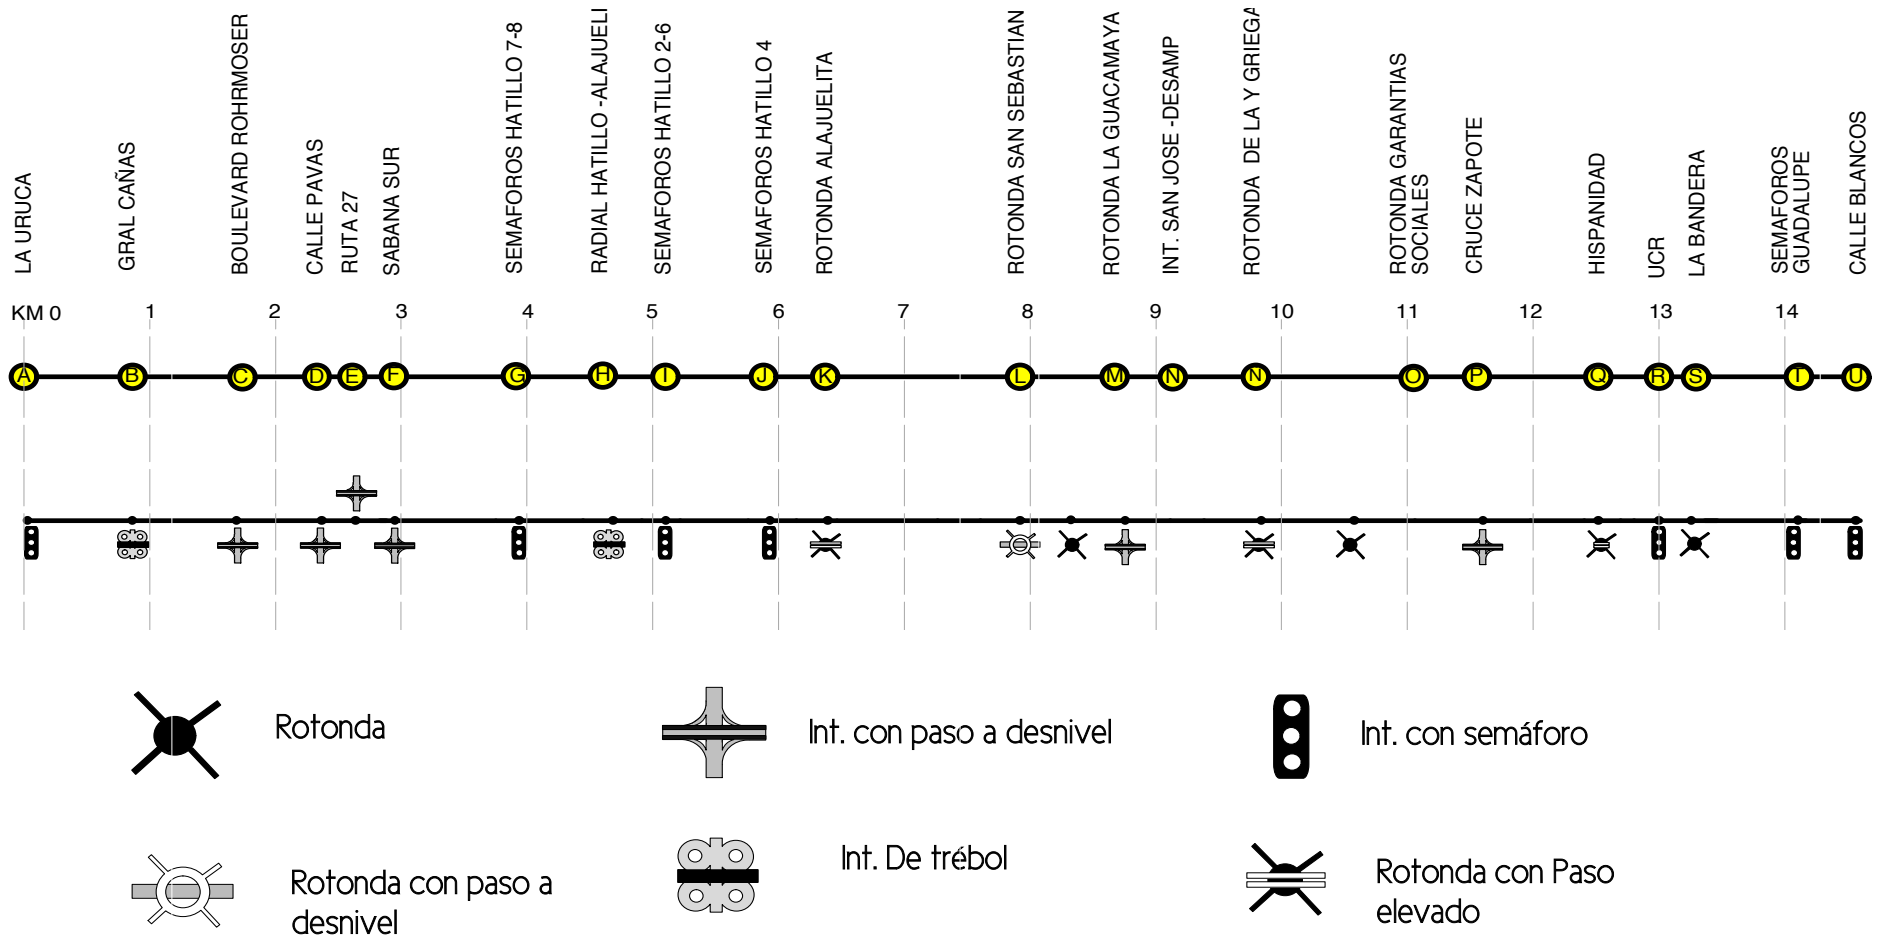 LA URUCA
GRAL CAÑAS
BOULEVARD ROHRMOSER
CALLE PAVAS
RUTA 27
SABANA SUR
SEMAFOROS HATILLO 7-8
RADIAL HATILLO -ALAJUELI
SEMAFOROS HATILLO 2-6
SEMAFOROS HATILLO 4
ROTONDA ALAJUELITA
ROTONDA SAN SEBASTIAN
ROTONDA LA GUACAMAYA
INT. SAN JOSE -DESAMP
ROTONDA DE LA Y GRIEGA
ROTONDA GARANTIAS
SOCIALES
CRUCE ZAPOTE
HISPANIDAD
UCR
LA BANDERA
SEMAFOROS
GUADALUPE
CALLE BLANCOS
KM 0 1 2 3 4 5 6 7 8 9 10 11 12 13 14
A B C D E F G H I J K L M N N O P Q R S T U
Rotonda
Int. con paso a desnivel
Int. con semáforo
Rotonda con paso a
desnivel
Int. De trébol
Rotonda con Paso
elevado